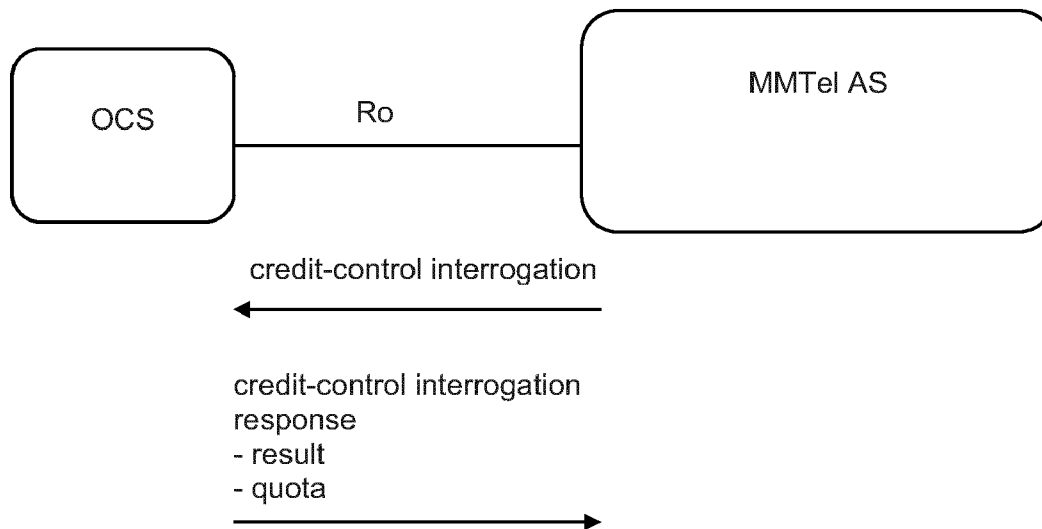 OCS
Ro
MMTel AS
credit-control interrogation
credit-control interrogation
response
- result
- quota